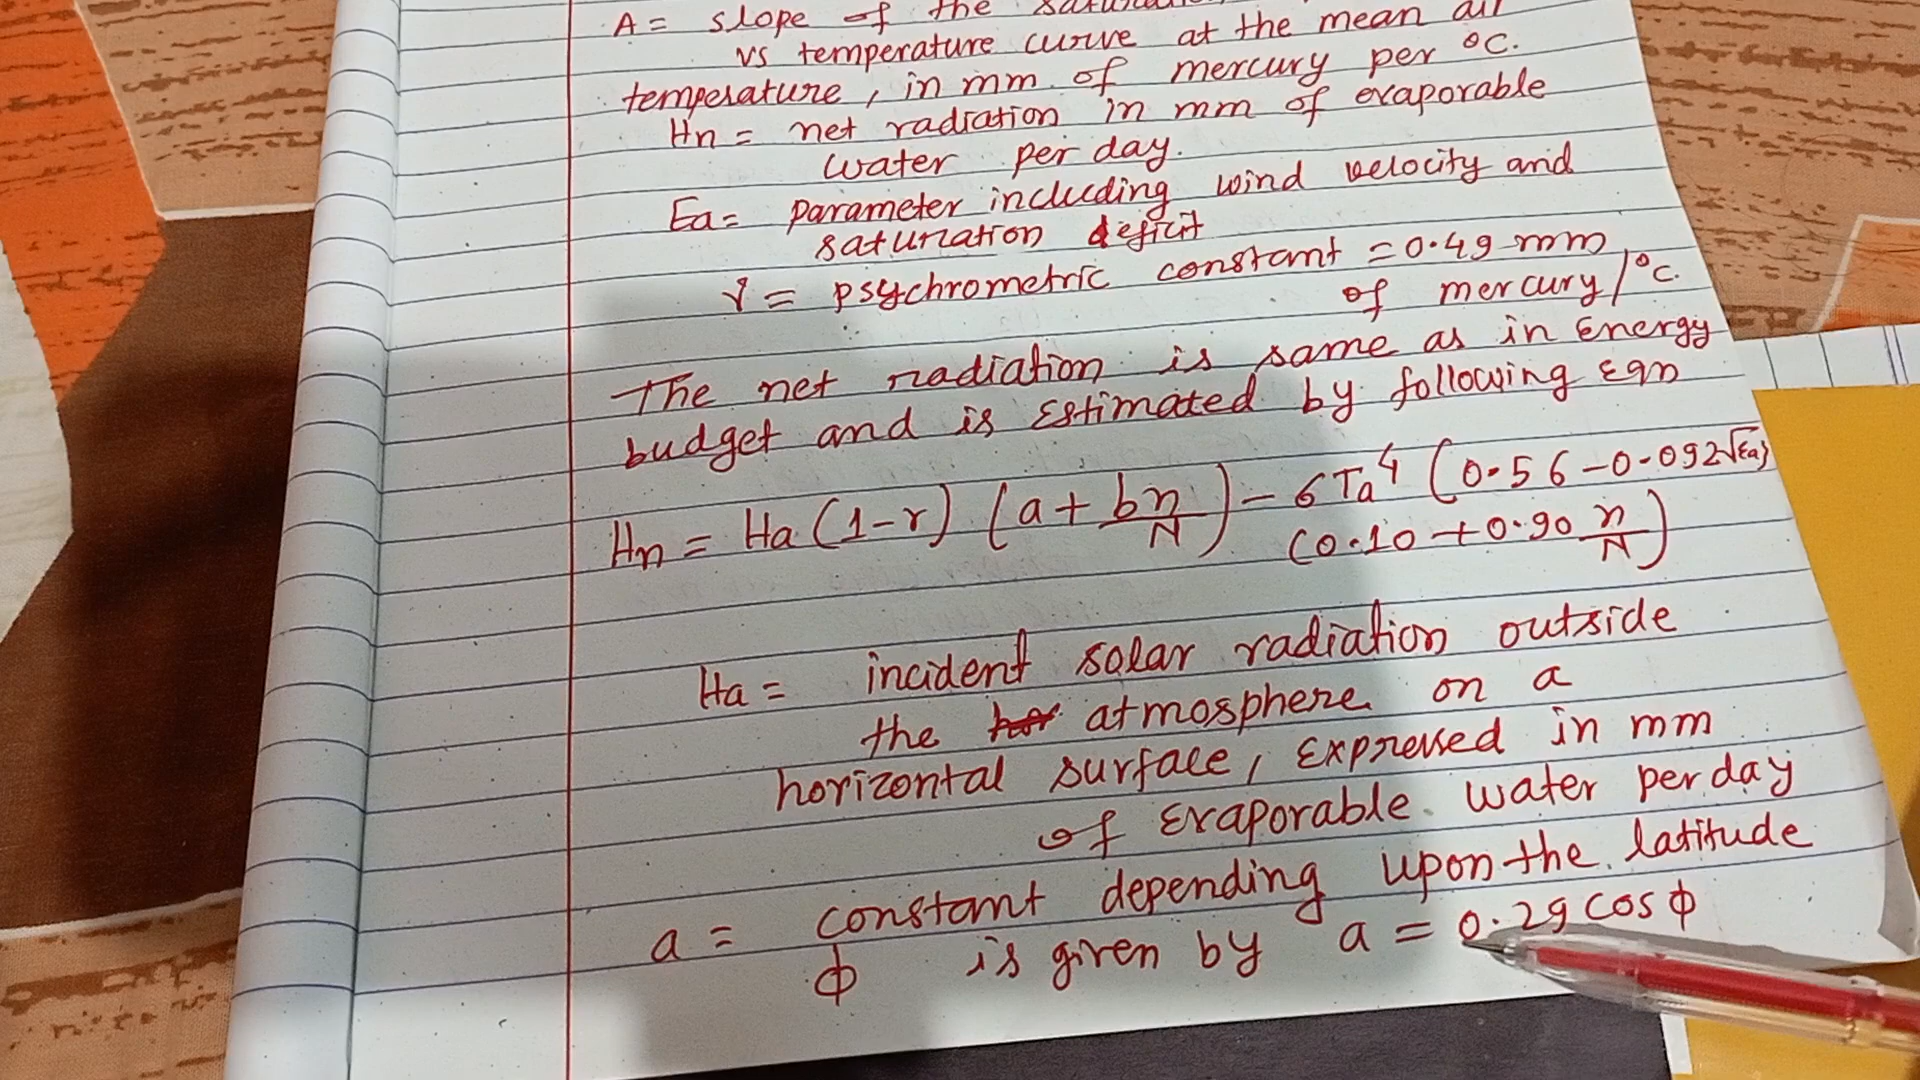 A = slope of the
vs temperature curve at the mean air
temperature, in mm of mercury per °C.
Hn = net radiation in mm of evaporable
water per day.
Ea = parameter including wind velocity and
saturation deficit
γ = psychrometric constant = 0.49 mm
of mercury/°C.
The net radiation is same as in Energy
budget and is Estimated by following Eqn
Hn = Ha (1-r) (a + bn/N) - 6Ta⁴ (0.56 - 0.092√Ea)
(0.10 + 0.90 n/N)
Ha = incident solar radiation outside
the atmosphere on a
horizontal surface, Expressed in mm
of Evaporable water per day
a = constant depending upon the latitude
ϕ is given by a = 0.29 cos ϕ